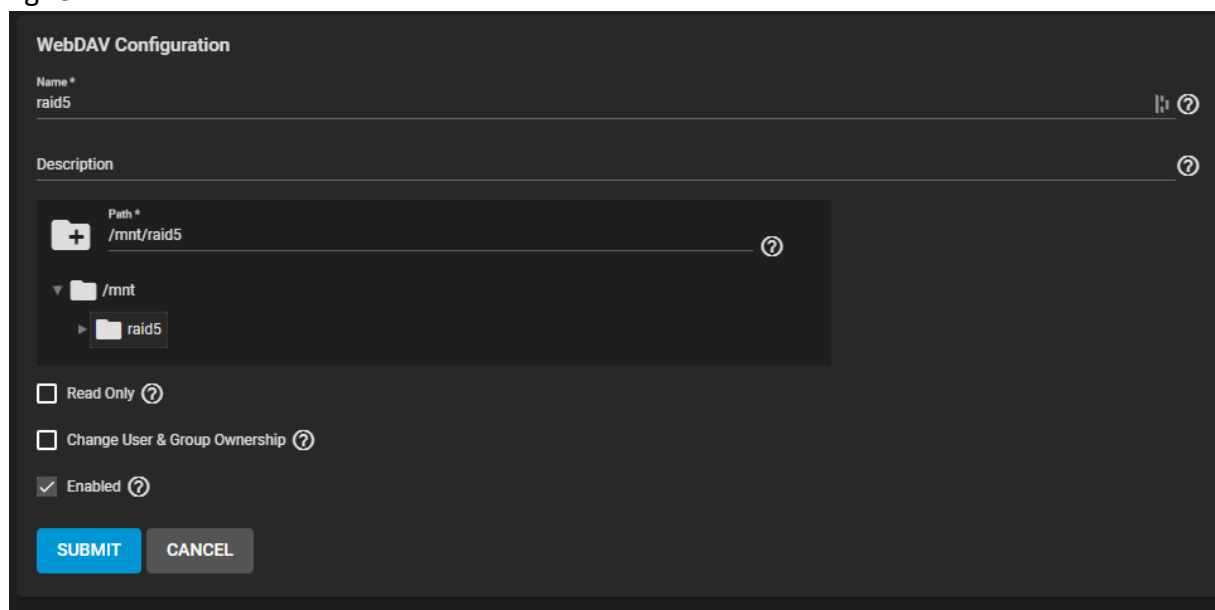 WebDAV Configuration
Name *
raid5
Description
Path *
/mnt/raid5
/mnt
raid5
Read Only
Change User & Group Ownership
Enabled
SUBMIT CANCEL